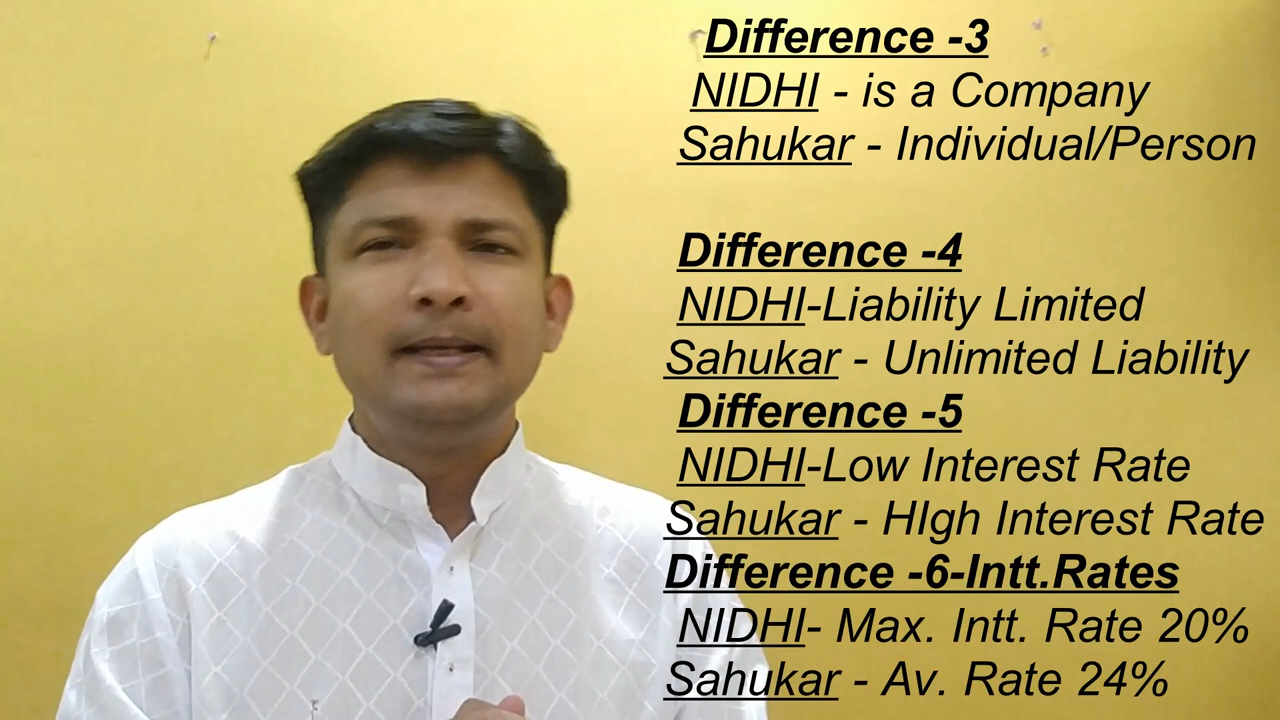 Difference -3
NIDHI - is a Company
Sahukar - Individual/Person
Difference -4
NIDHI-Liability Limited
Sahukar - Unlimited Liability
Difference -5
NIDHI-Low Interest Rate
Sahukar - HIgh Interest Rate
Difference -6-Intt.Rates
NIDHI- Max. Intt. Rate 20%
Sahukar - Av. Rate 24%